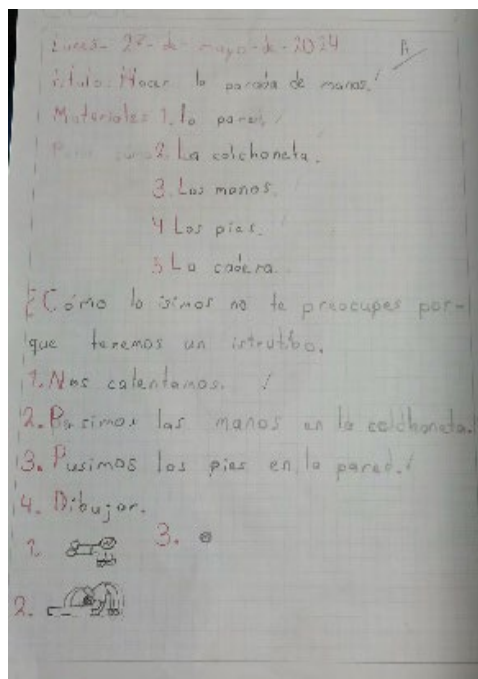 Lunes- 27- de- mayo- de- 2024 A
título: Hacer la parada de manos.
Materiales 1. la pared.
2. La colchoneta.
3. Las manos.
4 Los pies.
5 La cadera.
¿Cómo lo isimos no te preocupes por-
que tenemos un istrutibo.
1. Nos calentamos.
2. Pusimos las manos en la colchoneta.
3. Pusimos los pies en la pared.
4. Dibujar.
1. 3.
2.